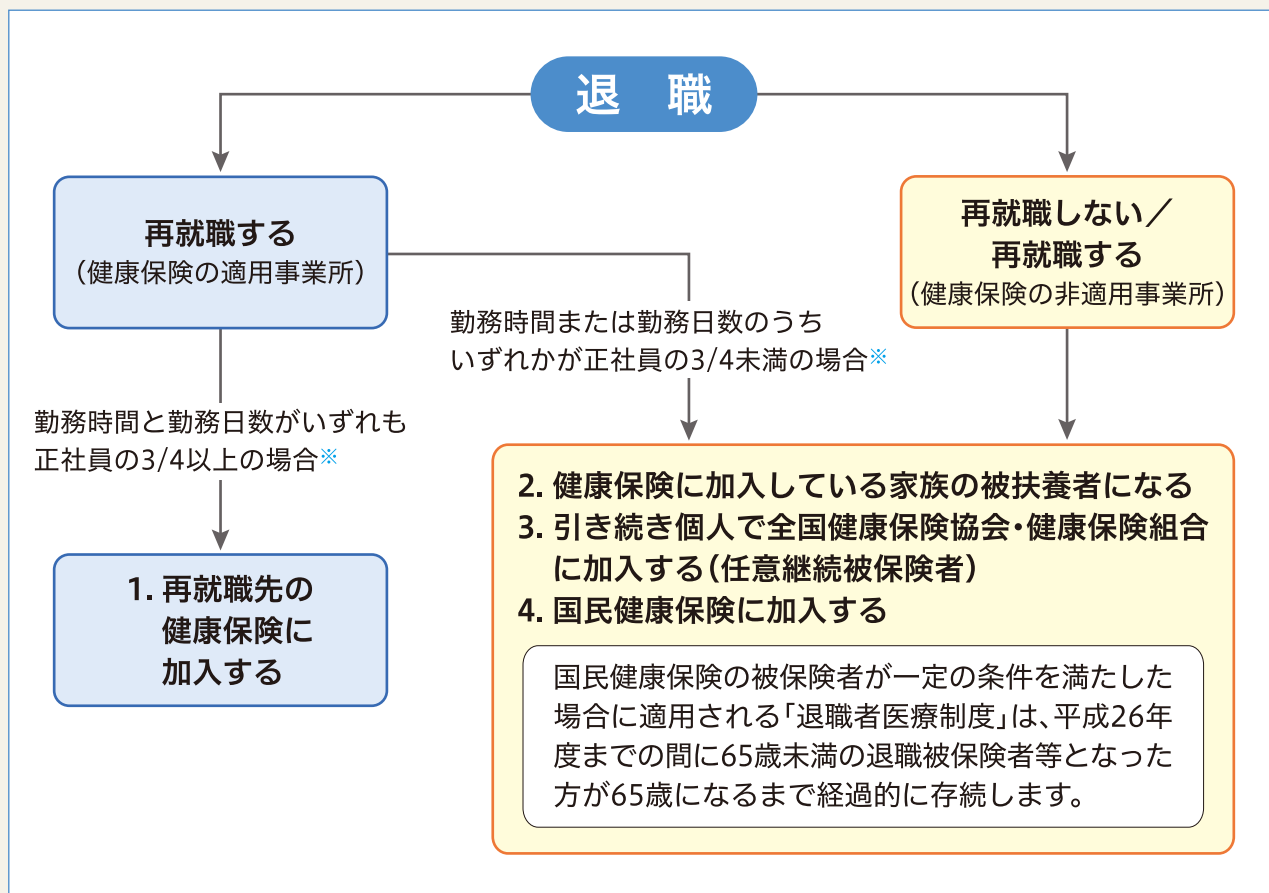 退　職
再就職する
（健康保険の適用事業所）
再就職しない／
再就職する
（健康保険の非適用事業所）
勤務時間または勤務日数のうち
いずれかが正社員の3/4未満の場合※
勤務時間と勤務日数がいずれも
正社員の3/4以上の場合※
1. 再就職先の
健康保険に
加入する
2. 健康保険に加入している家族の被扶養者になる
3. 引き続き個人で全国健康保険協会・健康保険組合
に加入する（任意継続被保険者）
4. 国民健康保険に加入する
国民健康保険の被保険者が一定の条件を満たした
場合に適用される「退職者医療制度」は、平成26年
度までの間に65歳未満の退職被保険者等となった
方が65歳になるまで経過的に存続します。